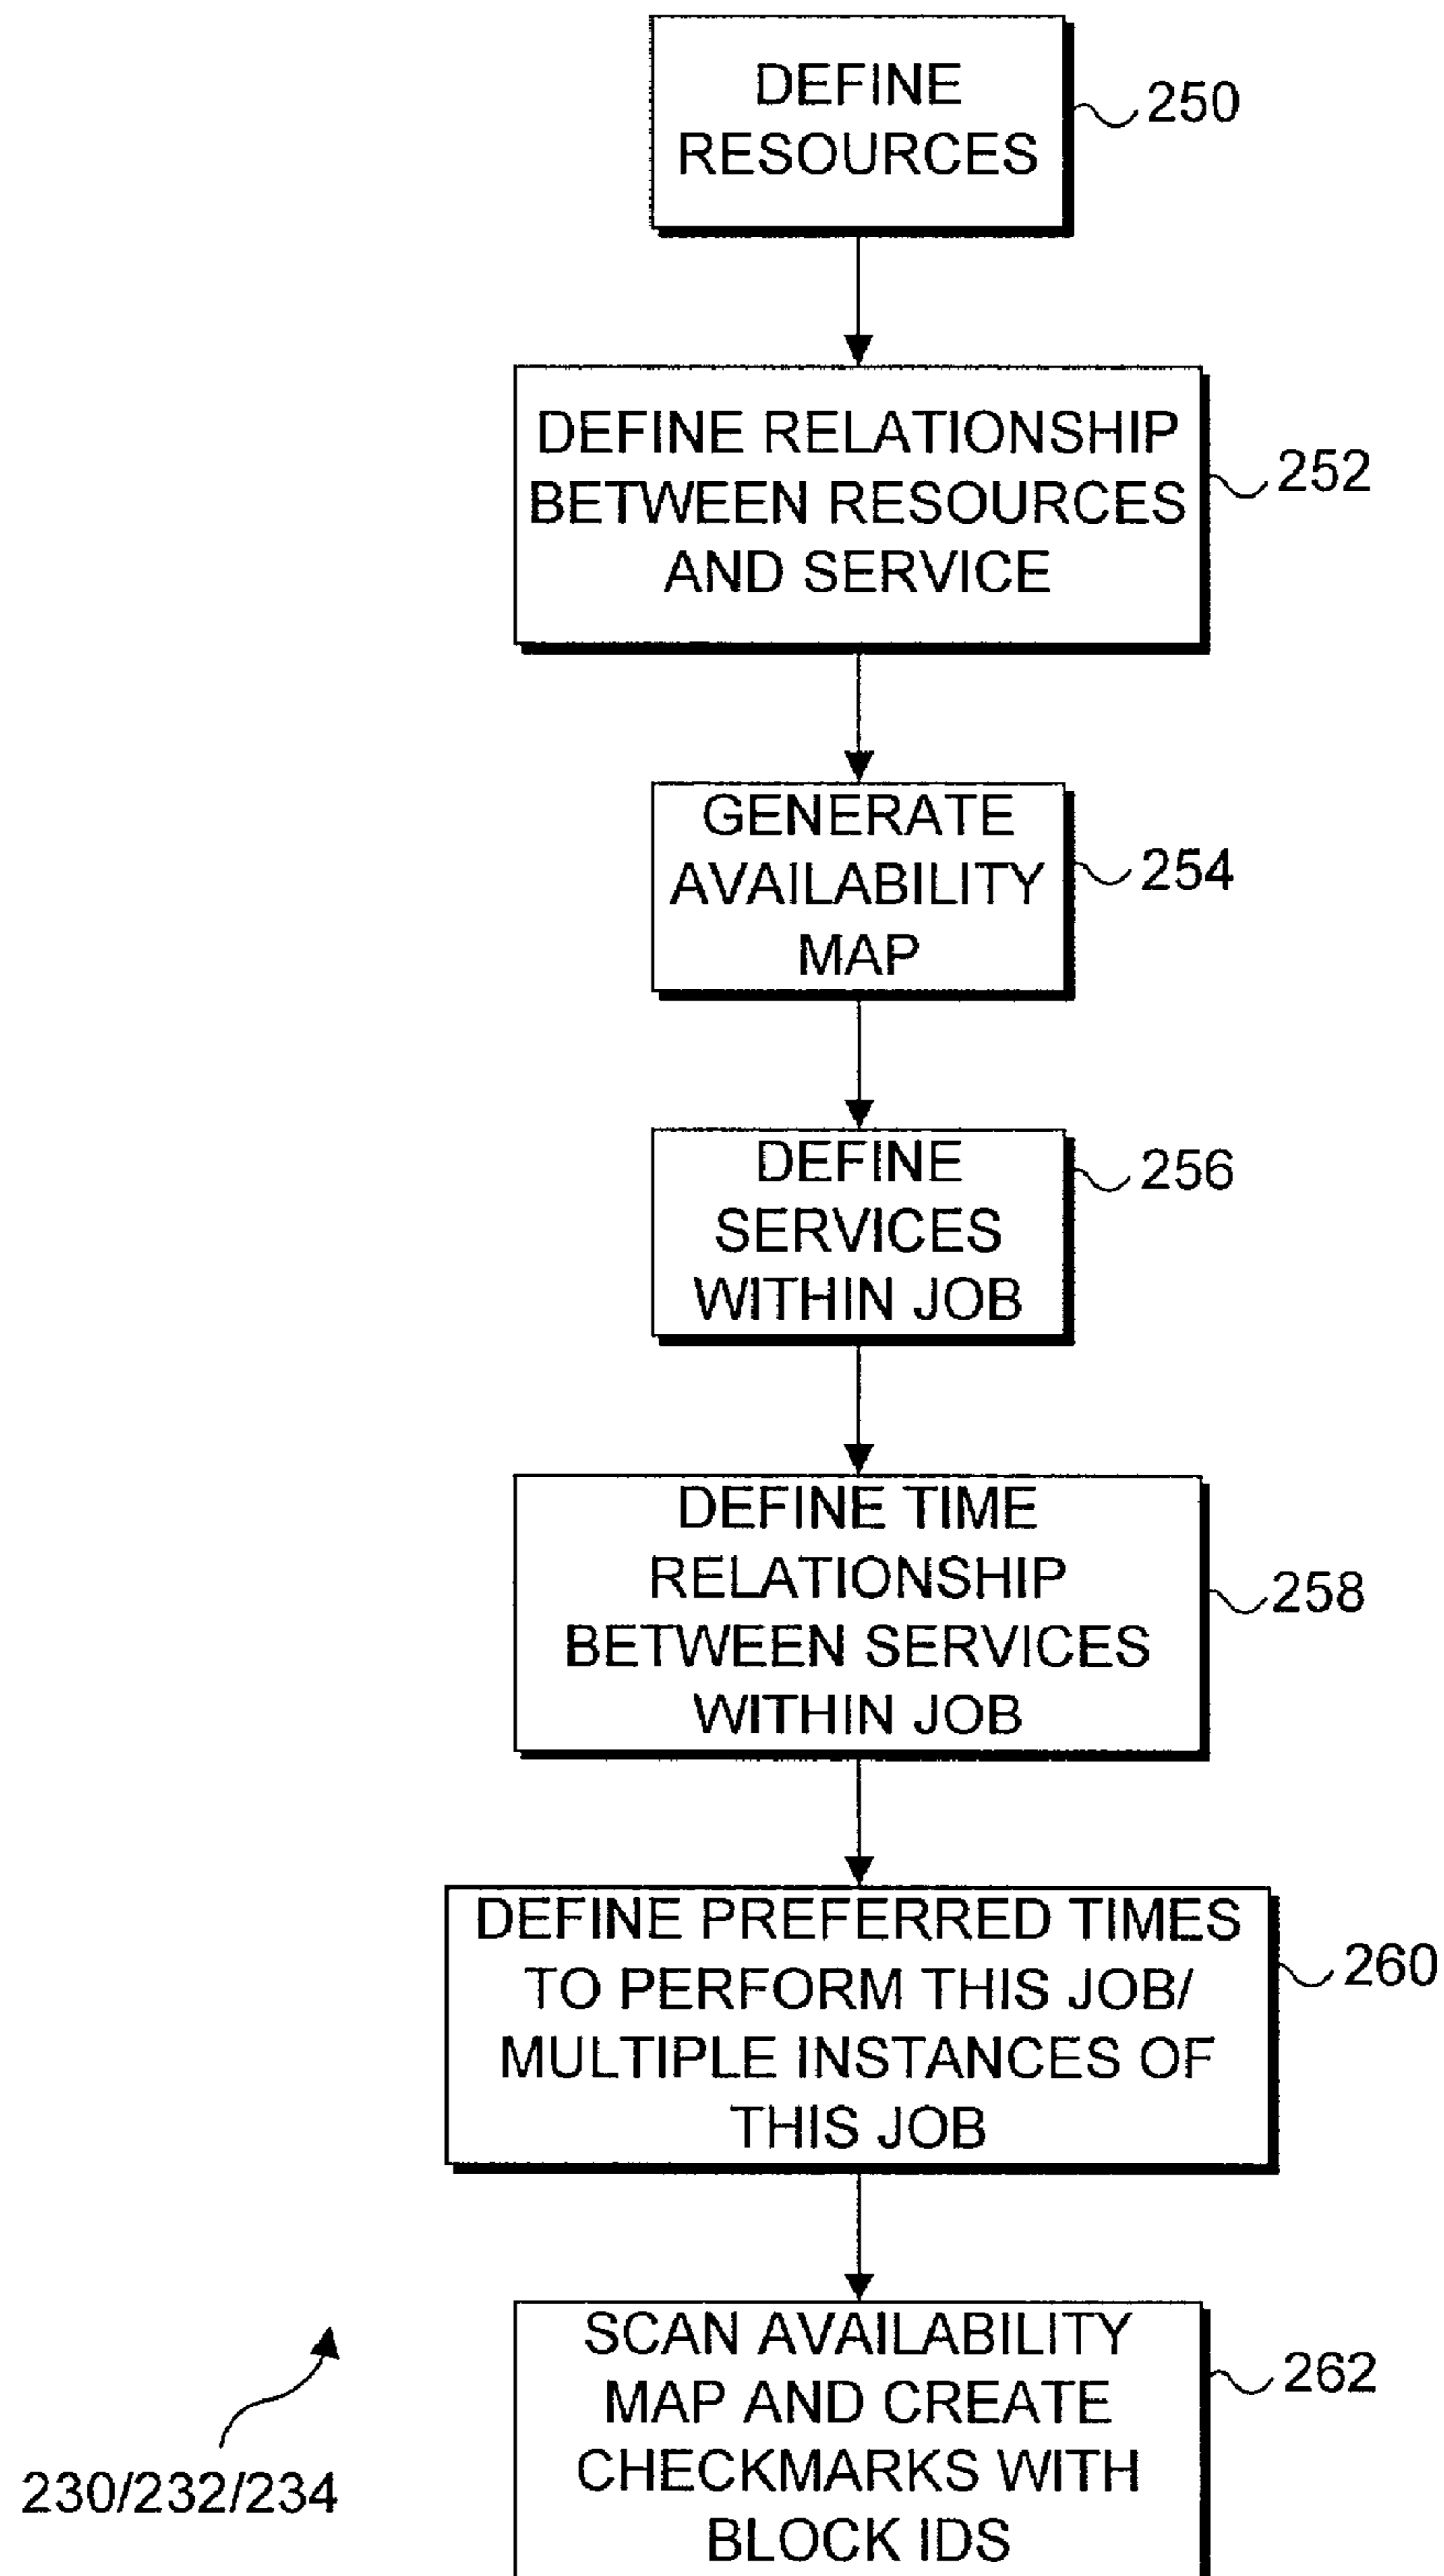 DEFINE
RESOURCES
250
DEFINE RELATIONSHIP
BETWEEN RESOURCES
AND SERVICE
252
GENERATE
AVAILABILITY
MAP
254
DEFINE
SERVICES
WITHIN JOB
256
DEFINE TIME
RELATIONSHIP
BETWEEN SERVICES
WITHIN JOB
258
DEFINE PREFERRED TIMES
TO PERFORM THIS JOB/
MULTIPLE INSTANCES OF
THIS JOB
260
SCAN AVAILABILITY
MAP AND CREATE
CHECKMARKS WITH
BLOCK IDS
262
230/232/234